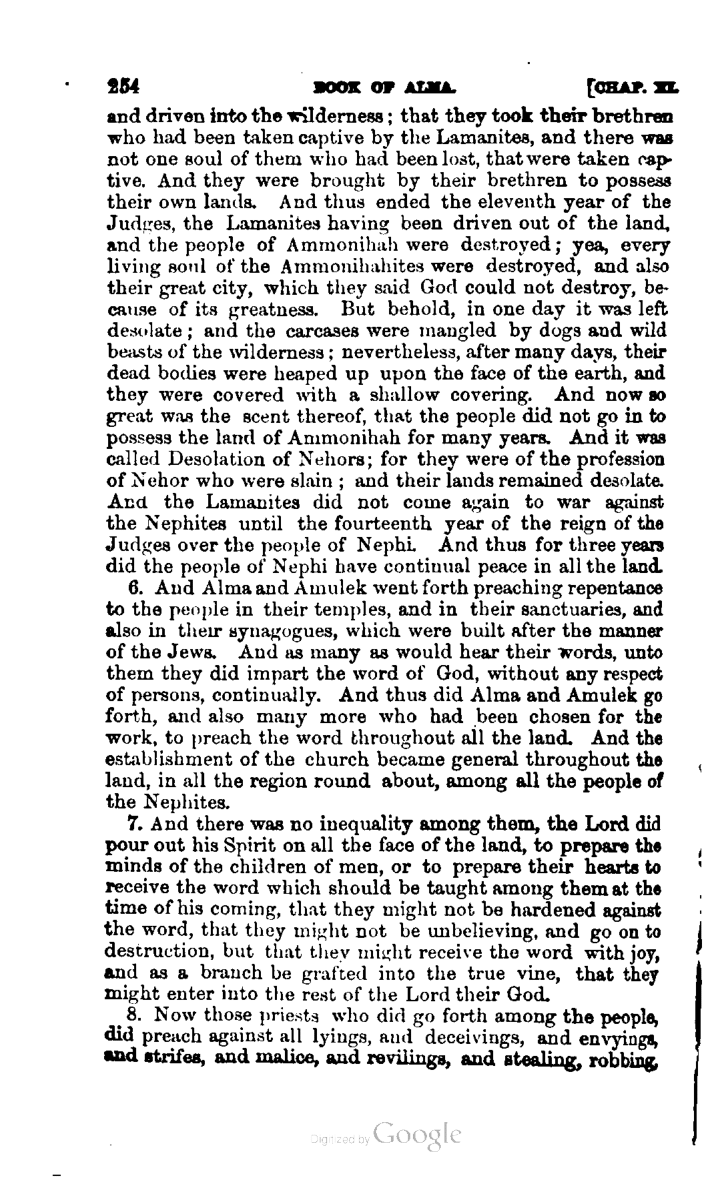 254 BOOK OF ALMA. [CHAP. XI.
and driven into the wilderness; that they took their brethren
who had been taken captive by the Lamanites, and there was
not one soul of them who had been lost, that were taken cap-
tive. And they were brought by their brethren to possess
their own lands. And thus ended the eleventh year of the
Judges, the Lamanites having been driven out of the land,
and the people of Ammonihah were destroyed; yea, every
living soul of the Ammonihahites were destroyed, and also
their great city, which they said God could not destroy, be-
cause of its greatness. But behold, in one day it was left
desolate; and the carcases were mangled by dogs and wild
beasts of the wilderness; nevertheless, after many days, their
dead bodies were heaped up upon the face of the earth, and
they were covered with a shallow covering. And now so
great was the scent thereof, that the people did not go in to
possess the land of Ammonihah for many years. And it was
called Desolation of Nehors; for they were of the profession
of Nehor who were slain; and their lands remained desolate.
And the Lamanites did not come again to war against
the Nephites until the fourteenth year of the reign of the
Judges over the people of Nephi. And thus for three years
did the people of Nephi have continual peace in all the land.
6. And Alma and Amulek went forth preaching repentance
to the people in their temples, and in their sanctuaries, and
also in their synagogues, which were built after the manner
of the Jews. And as many as would hear their words, unto
them they did impart the word of God, without any respect
of persons, continually. And thus did Alma and Amulek go
forth, and also many more who had been chosen for the
work, to preach the word throughout all the land. And the
establishment of the church became general throughout the
land, in all the region round about, among all the people of
the Nephites.
7. And there was no inequality among them, the Lord did
pour out his Spirit on all the face of the land, to prepare the
minds of the children of men, or to prepare their hearts to
receive the word which should be taught among them at the
time of his coming, that they might not be hardened against
the word, that they might not be unbelieving, and go on to
destruction, but that they might receive the word with joy,
and as a branch be grafted into the true vine, that they
might enter into the rest of the Lord their God.
8. Now those priests who did go forth among the people,
did preach against all lyings, and deceivings, and envyings,
and strifes, and malice, and revilings, and stealing, robbing,
Digitized by Google